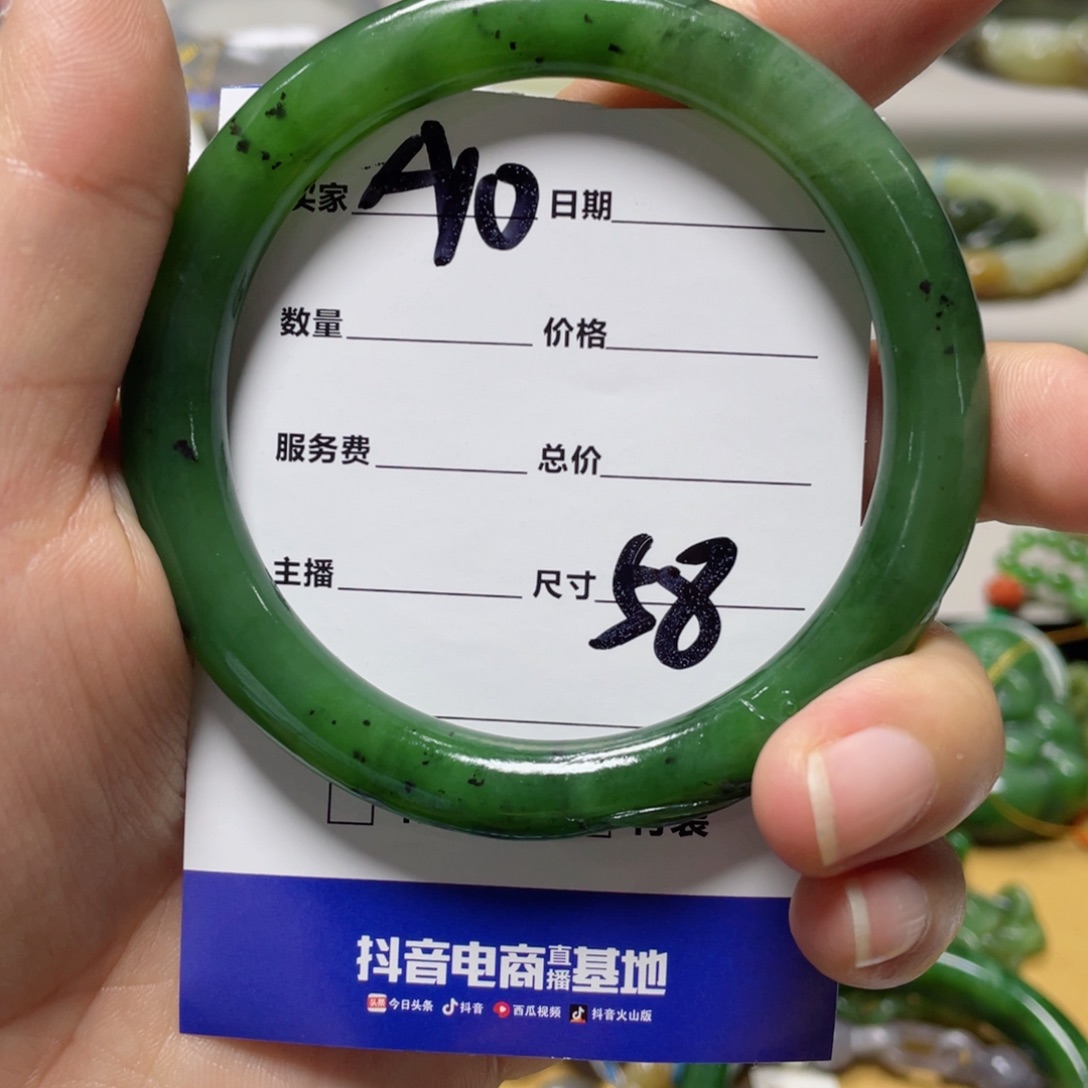 买家 A10 日期
数量 价格
服务费 总价
主播 尺寸 58
抖音电商直播基地
头条 今日头条 抖音 西瓜视频 抖音火山版